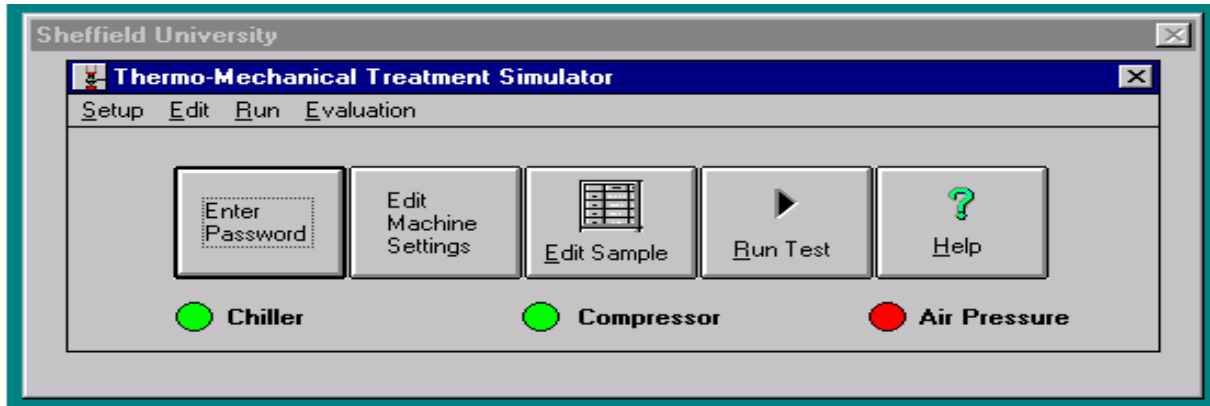 Sheffield University
Thermo-Mechanical Treatment Simulator
Setup Edit Run Evaluation
Enter
Password
Edit
Machine
Settings
Edit Sample
Run Test
Help
Chiller
Compressor
Air Pressure